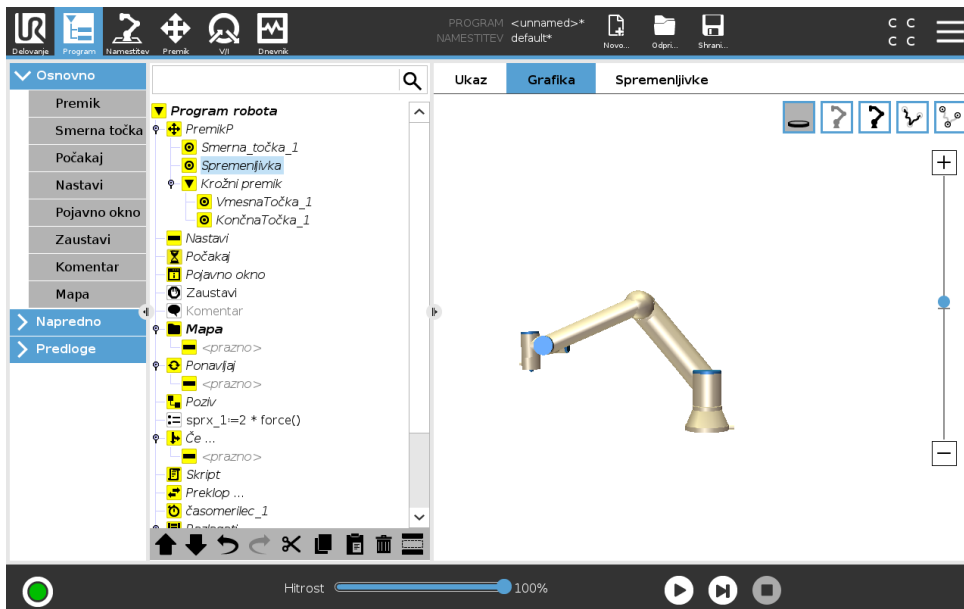 UR
Delovanje
Program
Namestitev
Premik
V/I
Dnevnik
PROGRAM <unnamed>*
NAMESTITEV default*
Novo...
Odpri...
Shrani...
C C
C C
Osnovno
Premik
Smerna točka
Počakaj
Nastavi
Pojavno okno
Zaustavi
Komentar
Mapa
Napredno
Predloge
Program robota
PremikP
Smerna_točka_1
Spremenljivka
Krožni premik
VmesnaTočka_1
KončnaTočka_1
Nastavi
Počakaj
Pojavno okno
Zaustavi
Komentar
Mapa
<prazno>
Ponavljaj
<prazno>
Poziv
sprx_1:=2 * force()
Če ...
<prazno>
Skript
Preklop ...
časomerilec_1
Ukaz
Grafika
Spremenljivke
Hitrost
100%